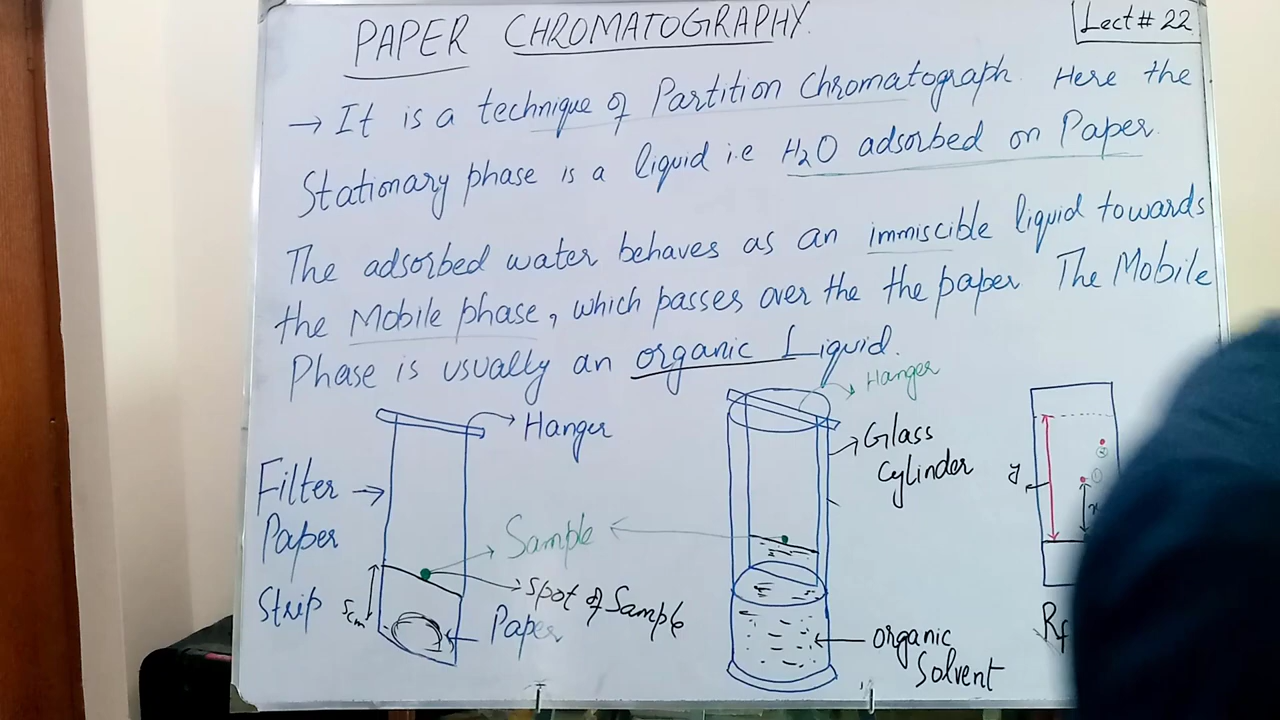 PAPER CHROMATOGRAPHY.
Lect # 22
→ It is a technique of Partition Chromatograph. Here the
Stationary phase is a liquid i.e H₂O adsorbed on Paper.
The adsorbed water behaves as an immiscible liquid towards
the Mobile phase, which passes over the the paper The Mobile
Phase is usually an organic Liquid.
Hanger
Hanger
Glass
Cylinder
Filter
Paper
Strip
Sample
5cm
Spot of Sample
Paper
organic
Solvent
y
2
1
x
Rf